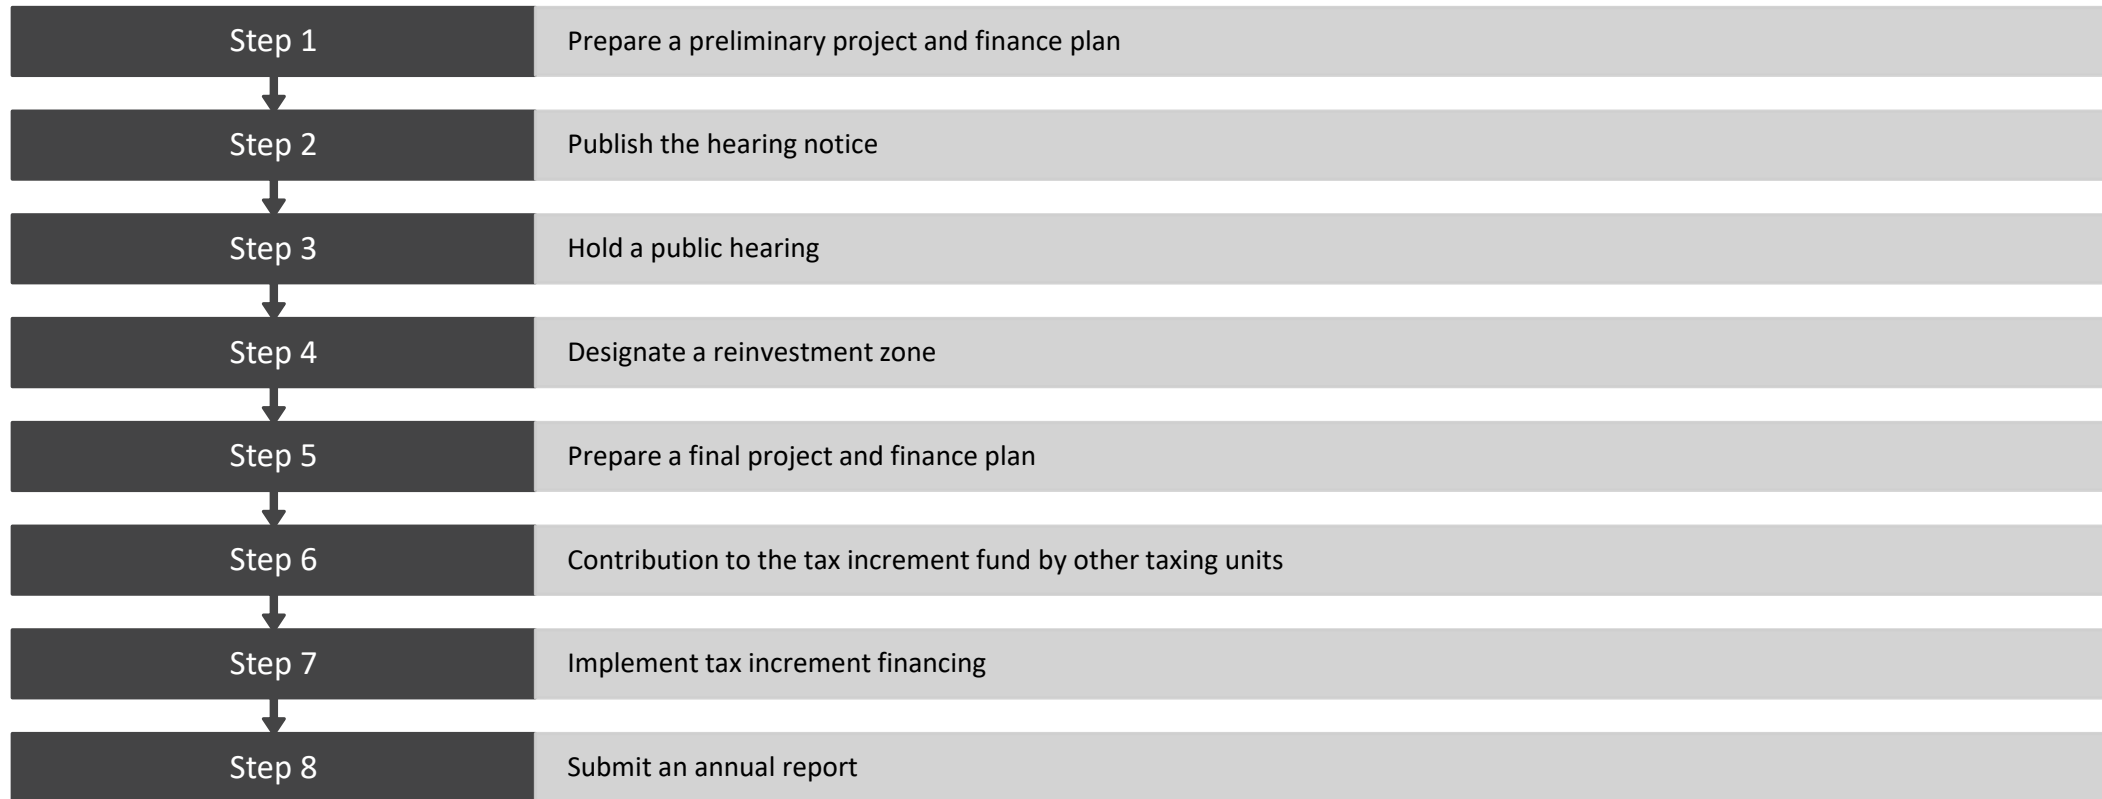 Step 1
Prepare a preliminary project and finance plan
Step 2
Publish the hearing notice
Step 3
Hold a public hearing
Step 4
Designate a reinvestment zone
Step 5
Prepare a final project and finance plan
Step 6
Contribution to the tax increment fund by other taxing units
Step 7
Implement tax increment financing
Step 8
Submit an annual report